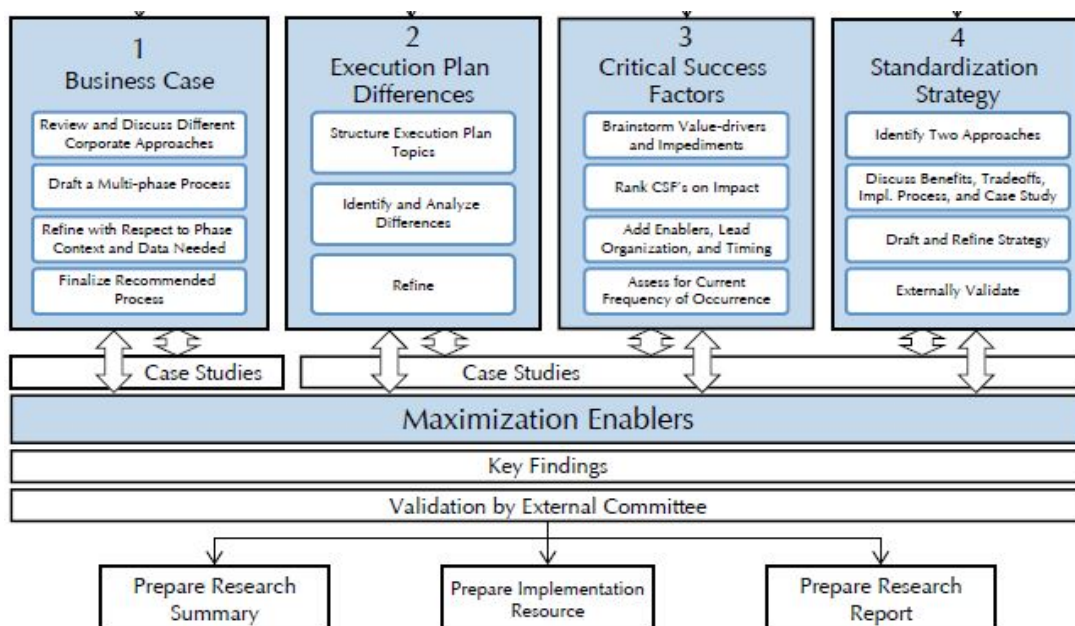 1
Business Case
Review and Discuss Different
Corporate Approaches
Draft a Multi-phase Process
Refine with Respect to Phase
Context and Data Needed
Finalize Recommended
Process
2
Execution Plan
Differences
Structure Execution Plan
Topics
Identify and Analyze
Differences
Refine
3
Critical Success
Factors
Brainstorm Value-drivers
and Impediments
Rank CSF's on Impact
Add Enablers, Lead
Organization, and Timing
Assess for Current
Frequency of Occurrence
4
Standardization
Strategy
Identify Two Approaches
Discuss Benefits, Tradeoffs,
Impl. Process, and Case Study
Draft and Refine Strategy
Externally Validate
Case Studies
Case Studies
Maximization Enablers
Key Findings
Validation by External Committee
Prepare Research
Summary
Prepare Implementation
Resource
Prepare Research
Report